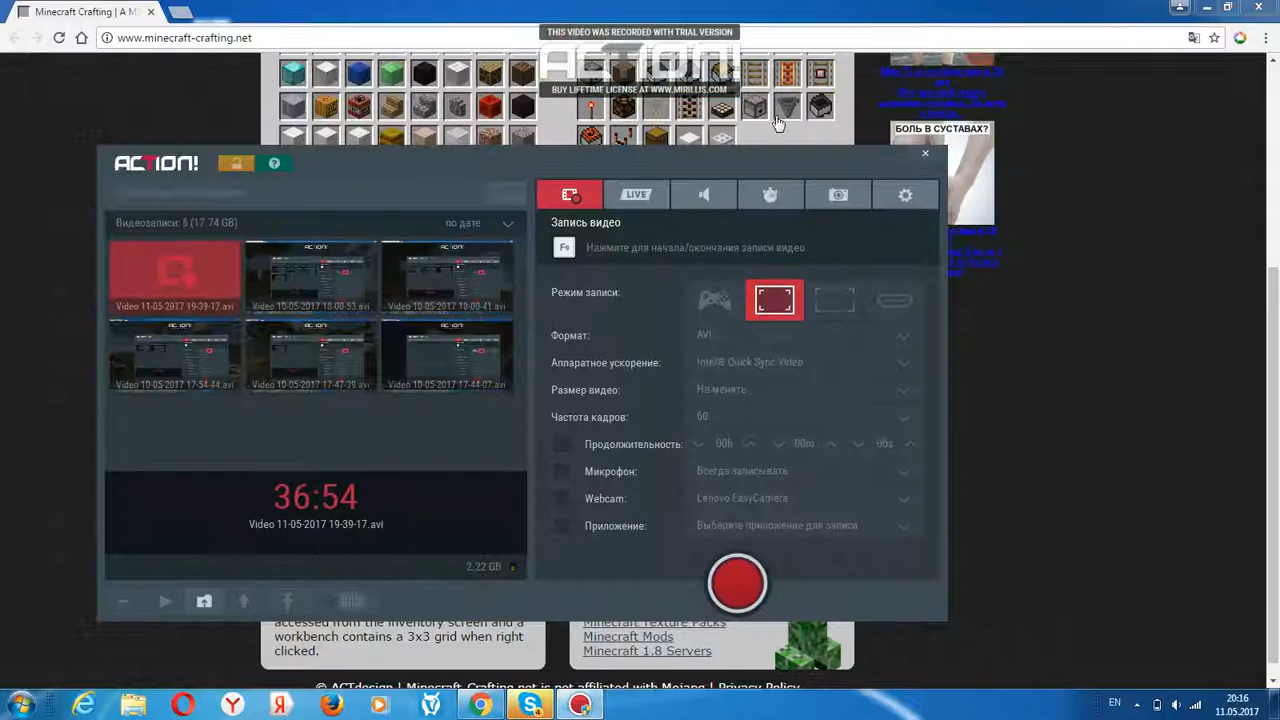 Minecraft Crafting | A M
www.minecraft-crafting.net
THIS VIDEO WAS RECORDED WITH TRIAL VERSION
ACTION!
BUY LIFETIME LICENSE AT WWW.MIRILLIS.COM
БОЛЬ В СУСТАВАХ?
ACTION!
LIVE
Видеозаписи: 6 (17.74 GB)
по дате
Video 11-05-2017 19-39-17.avi
Video 10-05-2017 18-00-53.avi
Video 10-05-2017 18-00-41.avi
Video 10-05-2017 17-54-44.avi
Video 10-05-2017 17-47-39.avi
Video 10-05-2017 17-44-07.avi
36:54
Video 11-05-2017 19-39-17.avi
2.22 GB
Запись видео
F9
Нажмите для начала/окончания записи видео
Режим записи:
Формат: AVI
Аппаратное ускорение: Intel® Quick Sync Video
Размер видео: Не менять
Частота кадров: 60
Продолжительность: 00h 00m 00s
Микрофон: Всегда записывать
Webcam: Lenovo EasyCamera
Приложение: Выберите приложение для записи
accessed from the inventory screen and a
workbench contains a 3x3 grid when right
clicked.
Minecraft Texture Packs
Minecraft Mods
Minecraft 1.8 Servers
© ACTdesign | Minecraft-Crafting.net is not affiliated with Mojang | Privacy Policy
EN
20:16
11.05.2017